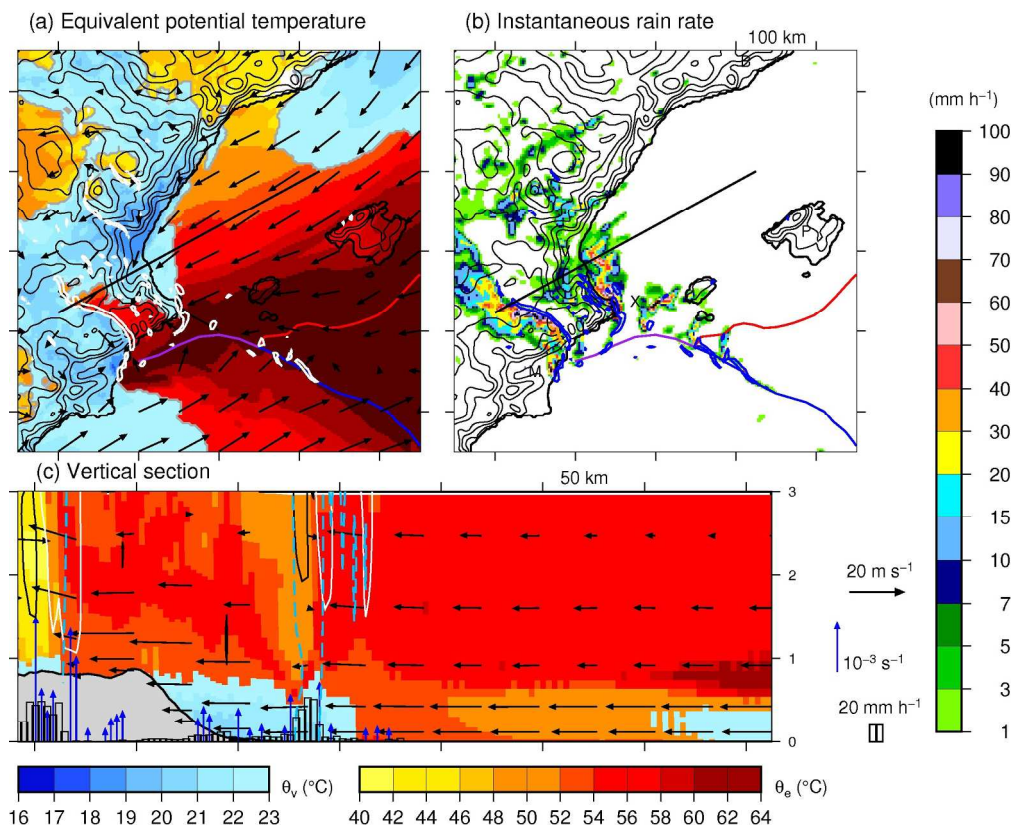 (a) Equivalent potential temperature
(b) Instantaneous rain rate
100 km
(mm h⁻¹)
100
90
80
70
60
50
40
30
20
15
10
7
5
3
1
B
P
X
M
(c) Vertical section
50 km
3
2
1
0
20 m s⁻¹
10⁻³ s⁻¹
20 mm h⁻¹
θv (°C)
16 17 18 19 20 21 22 23
θe (°C)
40 42 44 46 48 50 52 54 56 58 60 62 64